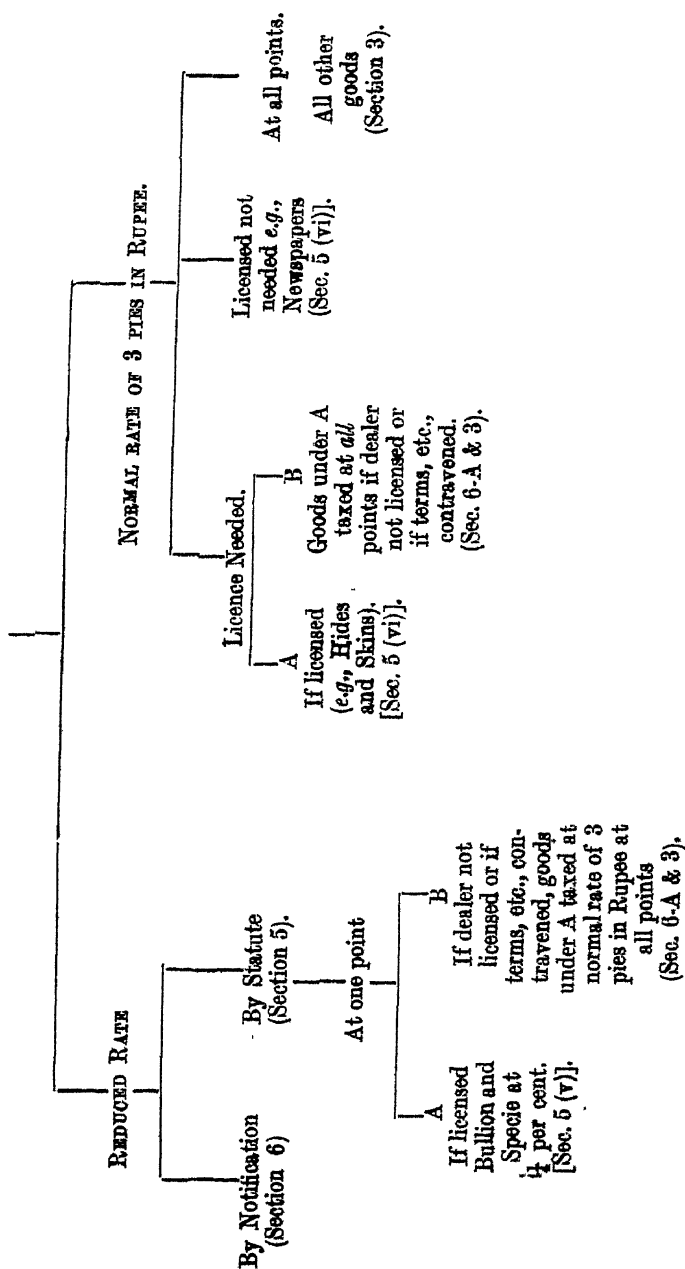 REDUCED RATE
By Notification
(Section 6)
By Statute
(Section 5).
At one point
A
If licensed
Bullion and
Specie at
¼ per cent.
[Sec. 5 (v)].
B
If dealer not
licensed or if
terms, etc., con-
travened, goods
under A taxed at
normal rate of 3
pies in Rupee at
all points
(Sec. 6-A & 3).
NORMAL RATE OF 3 PIES IN RUPEE.
Licence Needed.
A
If licensed
(e.g., Hides
and Skins).
[Sec. 5 (vi)].
B
Goods under A
taxed at all
points if dealer
not licensed or
if terms, etc.,
contravened.
(Sec. 6-A & 3).
Licensed not
needed e.g.,
Newspapers
(Sec. 5 (vi)].
At all points.
All other
goods
(Section 3).